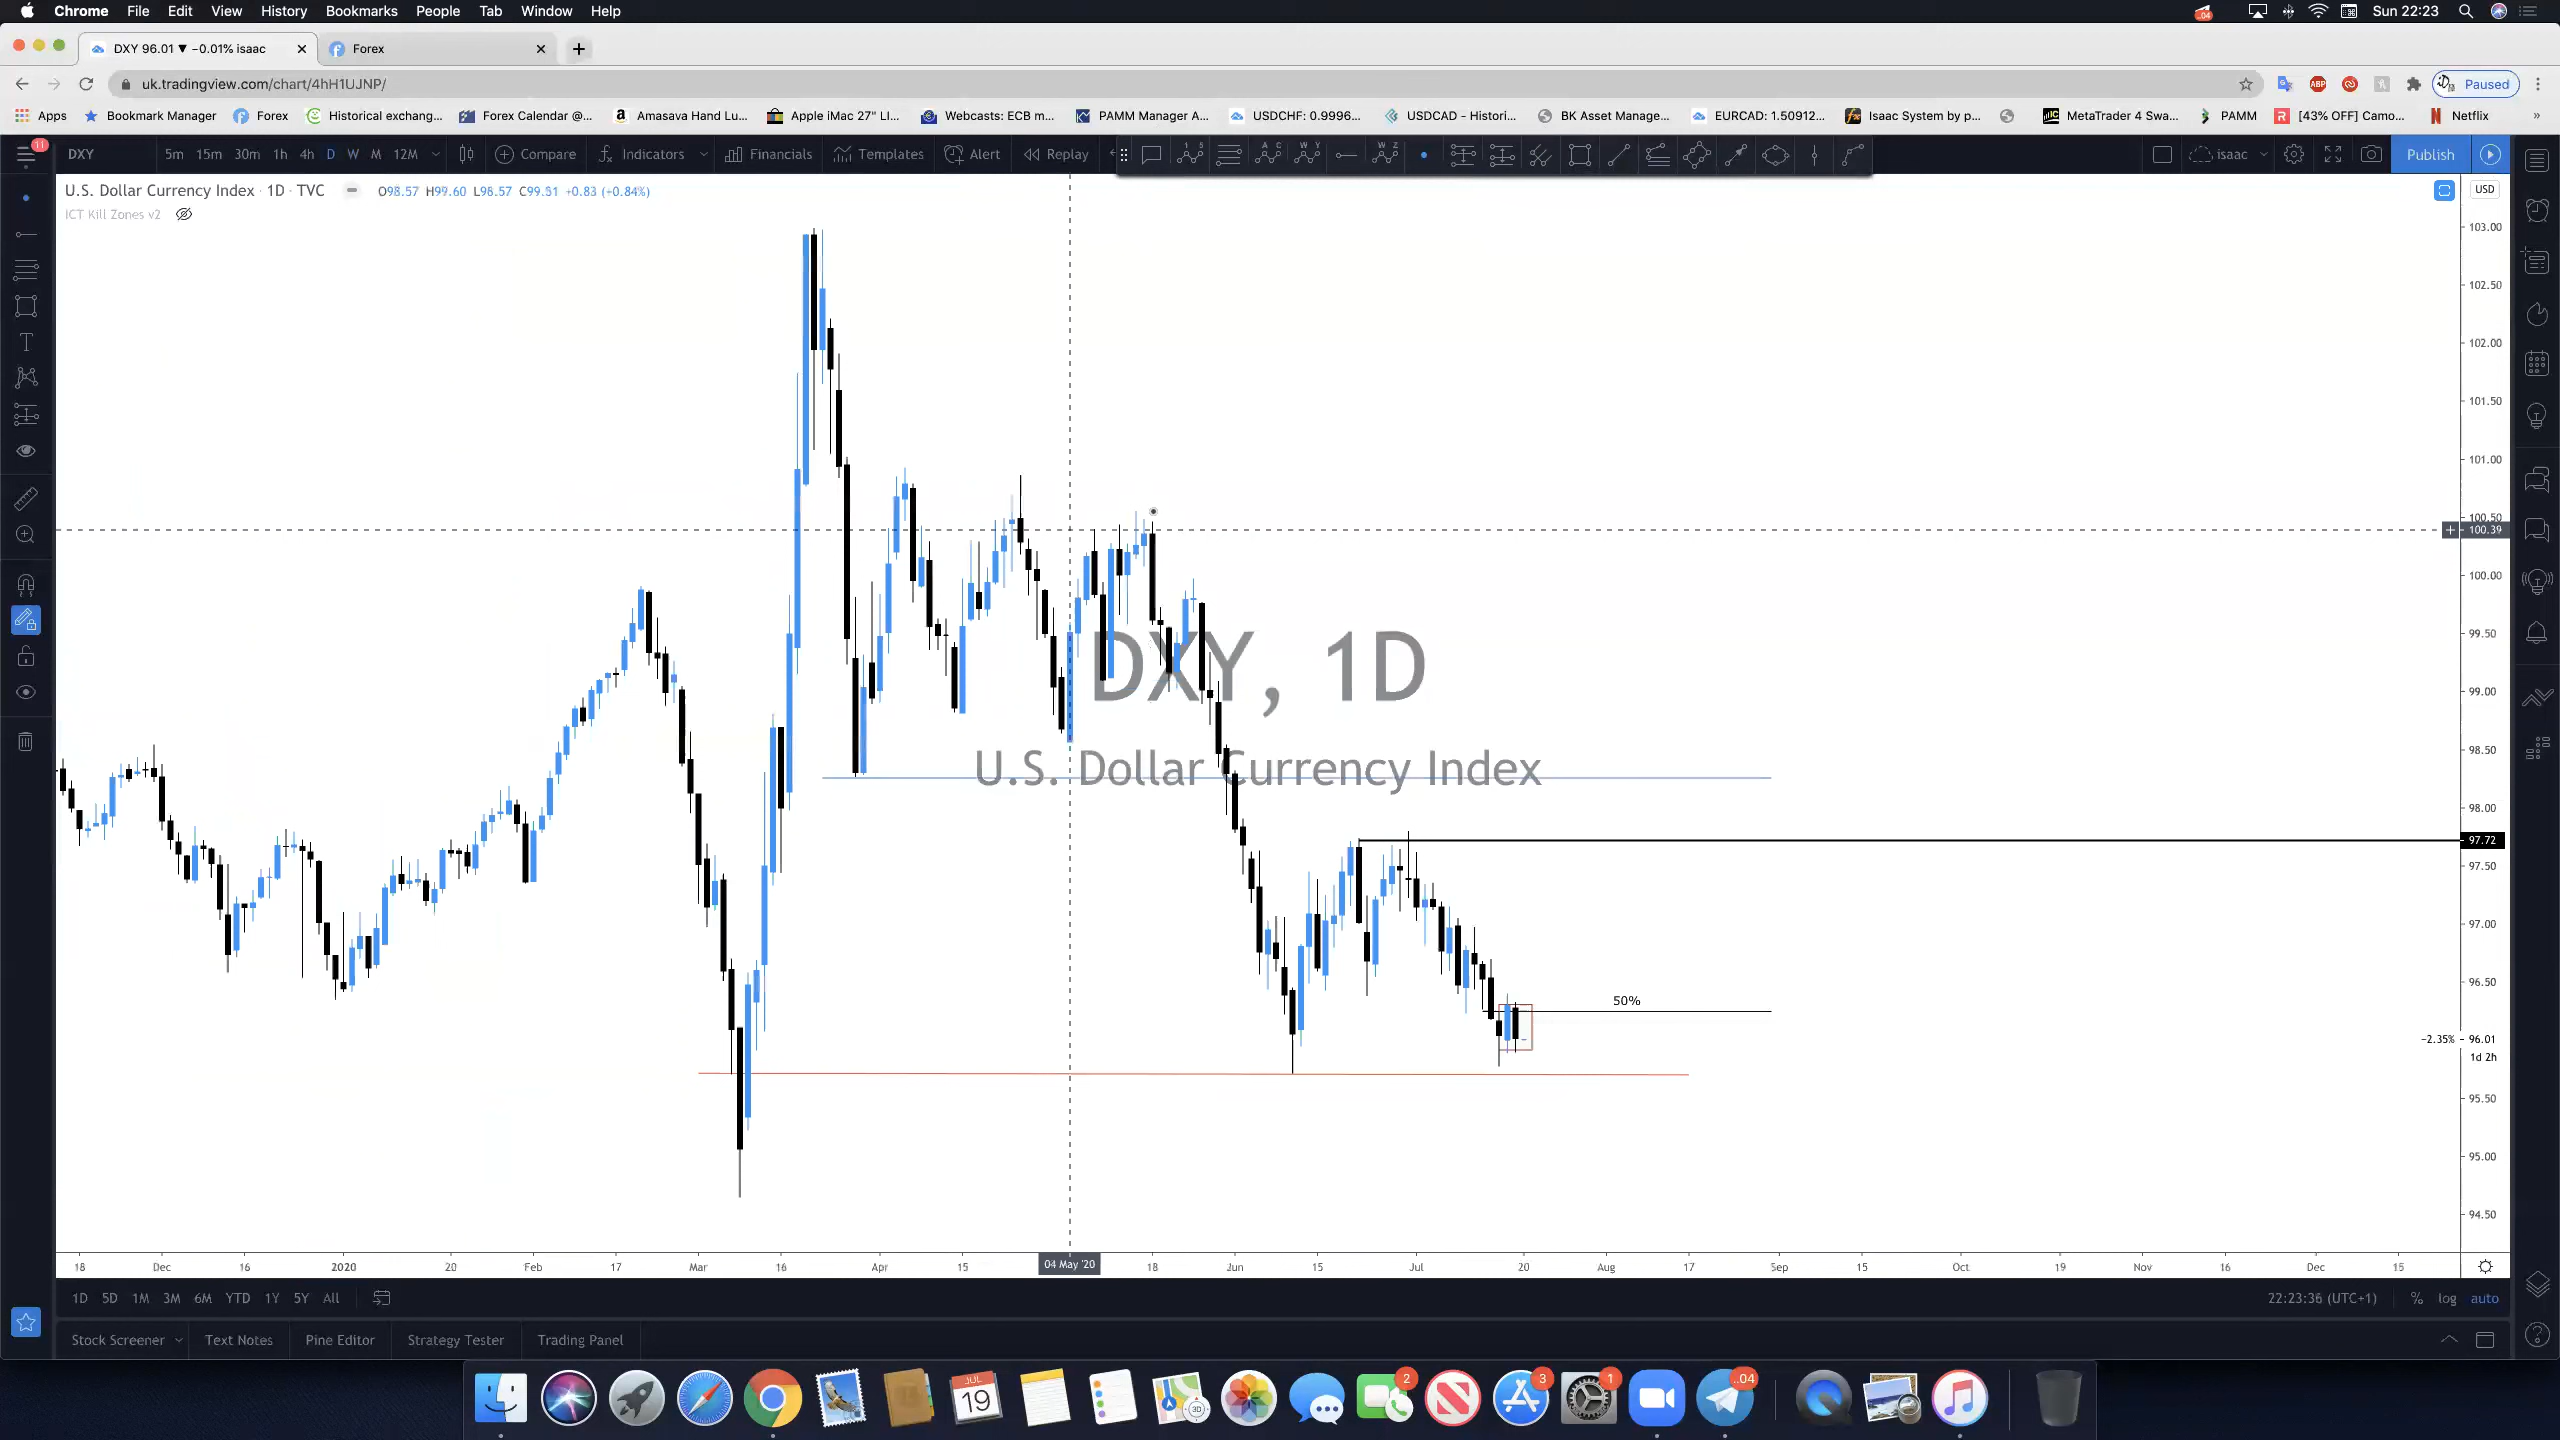 Chrome File Edit View History Bookmarks People Tab Window Help
Sun 22:23
DXY 96.01 ▼ −0.01% isaac
Forex
uk.tradingview.com/chart/4hH1UJNP/
Paused
Apps Bookmark Manager Forex Historical exchang... Forex Calendar @... Amasava Hand Lu... Apple iMac 27" LI... Webcasts: ECB m... PAMM Manager A... USDCHF: 0.9996... USDCAD - Histori... BK Asset Manage... EURCAD: 1.50912... Isaac System by p... MetaTrader 4 Swa... PAMM [43% OFF] Camo... Netflix »
11
DXY 5m 15m 30m 1h 4h D W M 12M Compare Indicators Financials Templates Alert Replay isaac Publish
U.S. Dollar Currency Index · 1D · TVC O98.57 H99.60 L98.57 C99.51 +0.83 (+0.84%)
USD
ICT Kill Zones v2
103.00
102.50
102.00
101.50
101.00
100.50
100.39
100.00
99.50
DXY, 1D
99.00
98.50
U.S. Dollar Currency Index
98.00
97.72
97.50
97.00
96.50
50%
−2.35% 96.01
1d 2h
95.50
95.00
94.50
18 Dec 16 2020 20 Feb 17 Mar 16 Apr 15 04 May '20 18 Jun 15 Jul 20 Aug 17 Sep 15 Oct 19 Nov 16 Dec 15
1D 5D 1M 3M 6M YTD 1Y 5Y All
22:23:36 (UTC+1) % log auto
Stock Screener Text Notes Pine Editor Strategy Tester Trading Panel
JUL
19
3D
2
3
1
..04